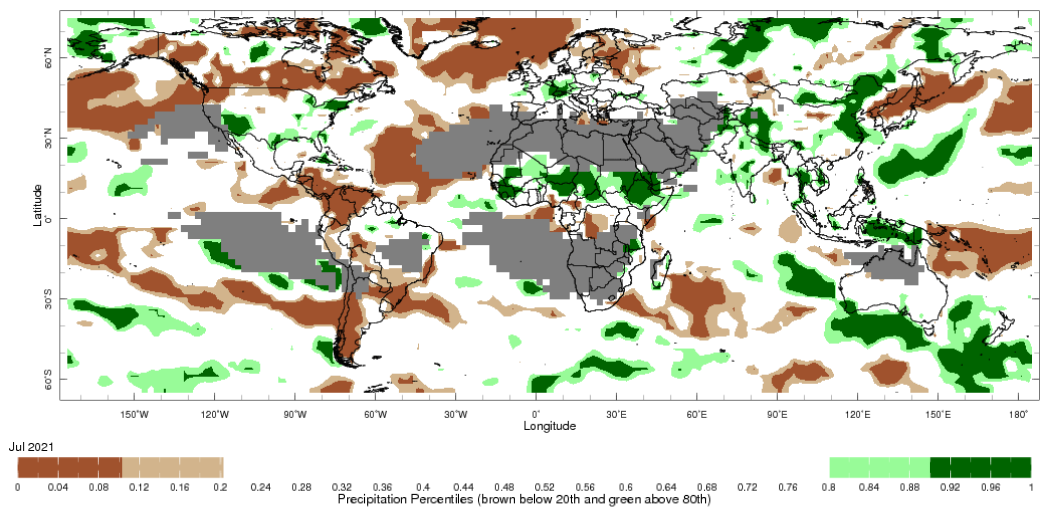 60°N
30°N
0°
30°S
60°S
Latitude
150°W 120°W 90°W 60°W 30°W 0° 30°E 60°E 90°E 120°E 150°E 180°
Longitude
Jul 2021
0 0.04 0.08 0.12 0.16 0.2 0.24 0.28 0.32 0.36 0.4 0.44 0.48 0.52 0.56 0.6 0.64 0.68 0.72 0.76 0.8 0.84 0.88 0.92 0.96 1
Precipitation Percentiles (brown below 20th and green above 80th)